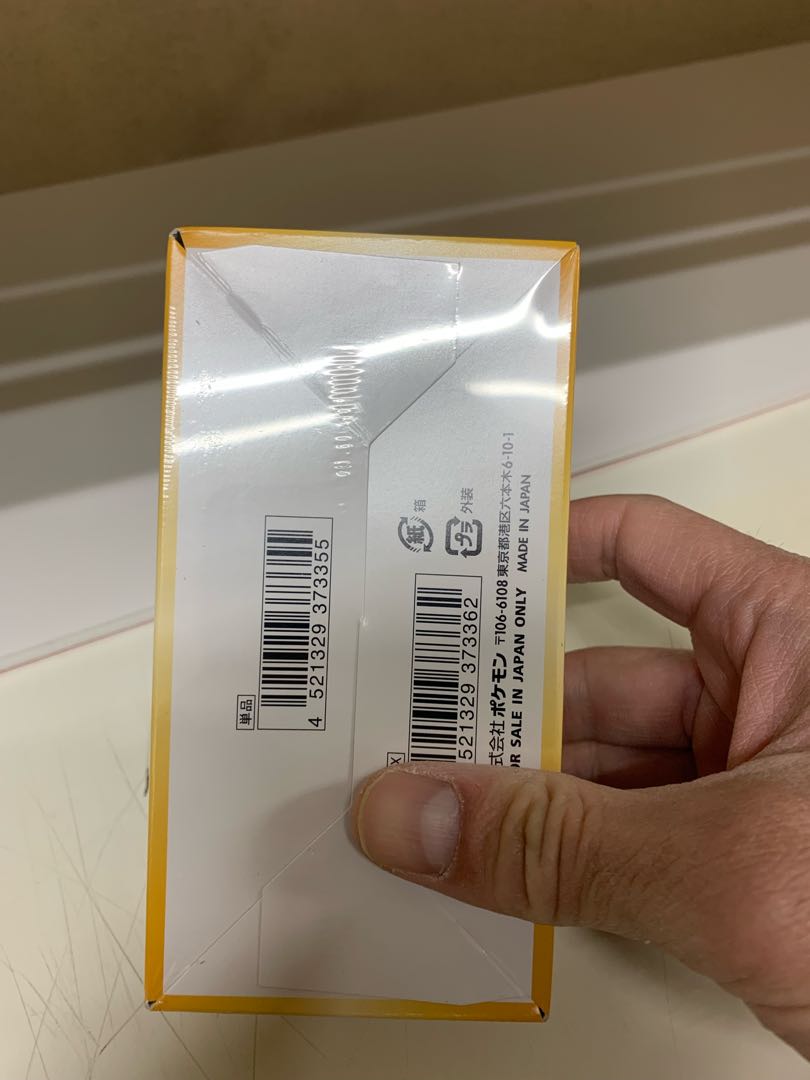 単品
4 521329 373355
紙 箱
プラ 外装
521329 373362
X
式会社 ポケモン 〒106-6108 東京都港区六本木6-10-1
OR SALE IN JAPAN ONLY MADE IN JAPAN